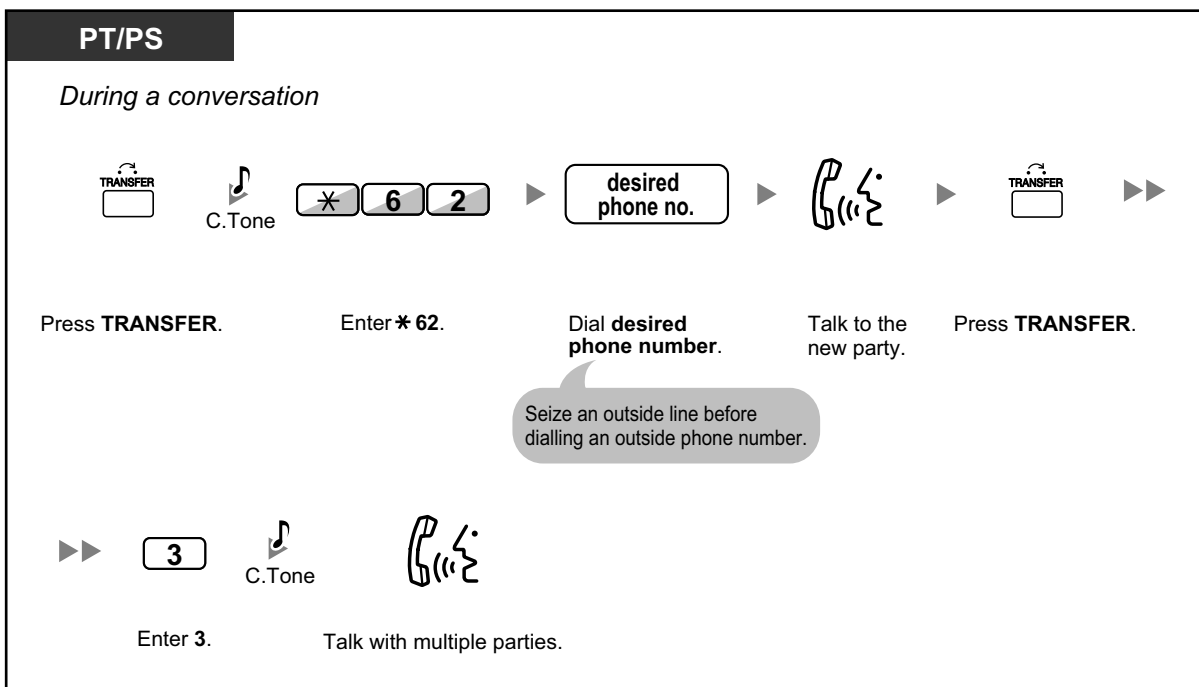 PT/PS
During a conversation
TRANSFER
C.Tone
* 6 2
desired
phone no.
TRANSFER
Press TRANSFER.
Enter * 62.
Dial desired
phone number.
Talk to the
new party.
Press TRANSFER.
Seize an outside line before
dialling an outside phone number.
3
C.Tone
Enter 3.
Talk with multiple parties.